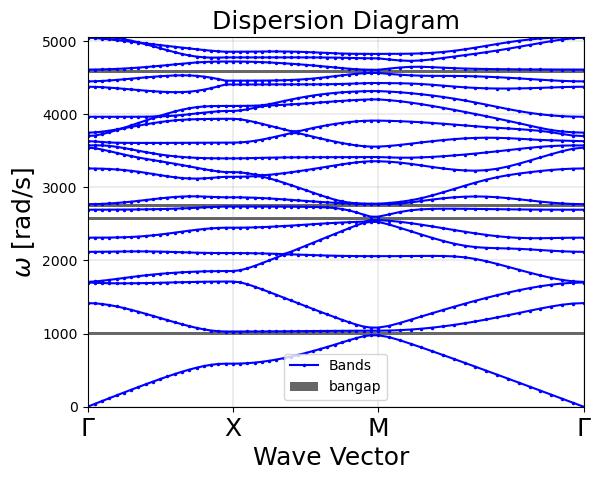 Dispersion Diagram
ω [rad/s]
5000
4000
3000
2000
1000
0
Bands
bangap
Γ X M Γ
Wave Vector